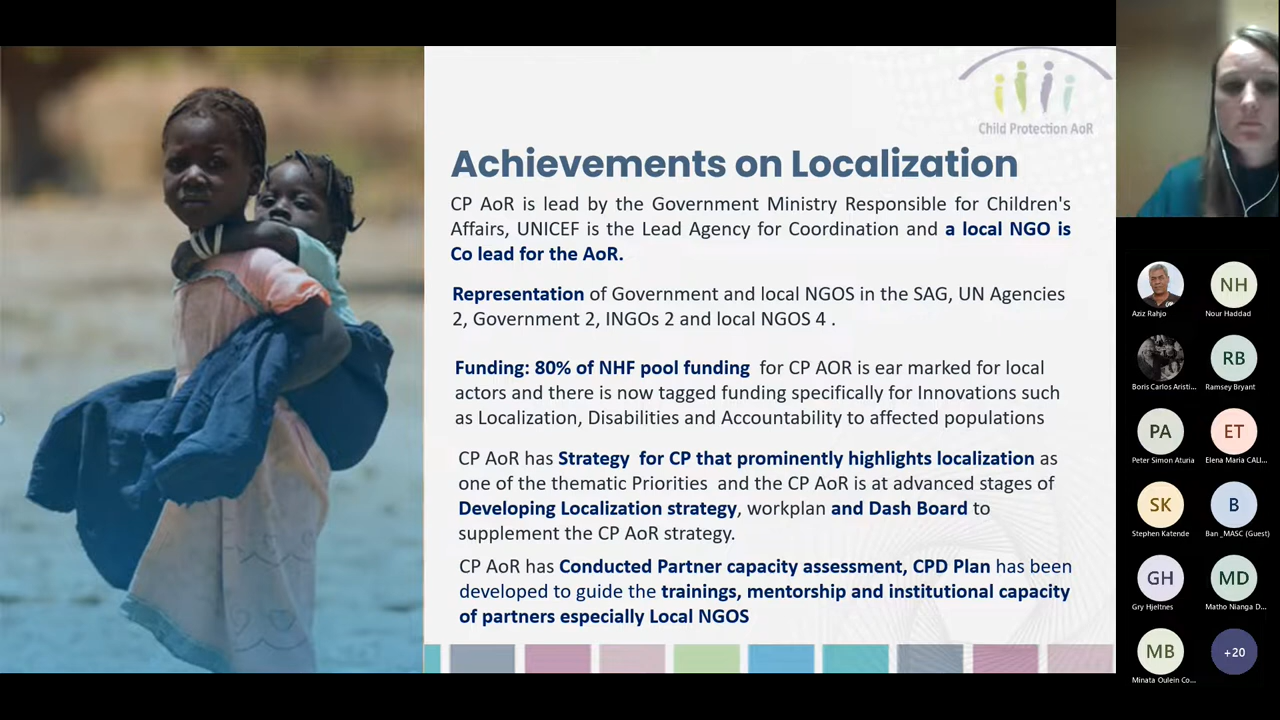 Child Protection AoR
Achievements on Localization
CP AoR is lead by the Government Ministry Responsible for Children's
Affairs, UNICEF is the Lead Agency for Coordination and a local NGO is
Co lead for the AoR.
Representation of Government and local NGOS in the SAG, UN Agencies
2, Government 2, INGOs 2 and local NGOS 4 .
Funding: 80% of NHF pool funding for CP AOR is ear marked for local
actors and there is now tagged funding specifically for Innovations such
as Localization, Disabilities and Accountability to affected populations
CP AoR has Strategy for CP that prominently highlights localization as
one of the thematic Priorities and the CP AoR is at advanced stages of
Developing Localization strategy, workplan and Dash Board to
supplement the CP AoR strategy.
CP AoR has Conducted Partner capacity assessment, CPD Plan has been
developed to guide the trainings, mentorship and institutional capacity
of partners especially Local NGOS
Aziz Rahjo
NH
Nour Haddad
Boris Carlos Aristi...
RB
Ramsey Bryant
PA
Peter Simon Aturia
ET
Elena Maria CALI...
SK
Stephen Katende
B
Ban _MASC (Guest)
GH
Gry Hjeltnes
MD
Matho Nianga D...
MB
Minata Oulein Co...
+20